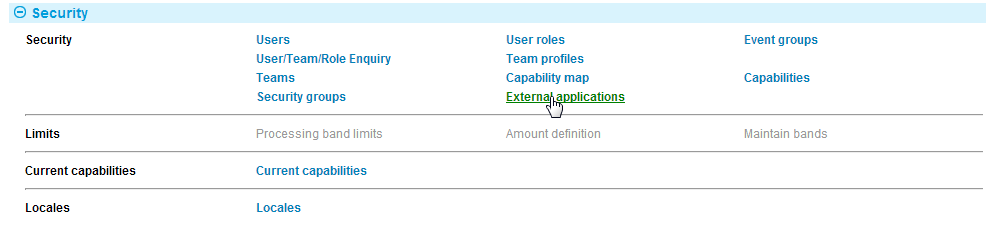 Security
Security Users User roles Event groups
User/Team/Role Enquiry Team profiles
Teams Capability map Capabilities
Security groups External applications
Limits Processing band limits Amount definition Maintain bands
Current capabilities Current capabilities
Locales Locales